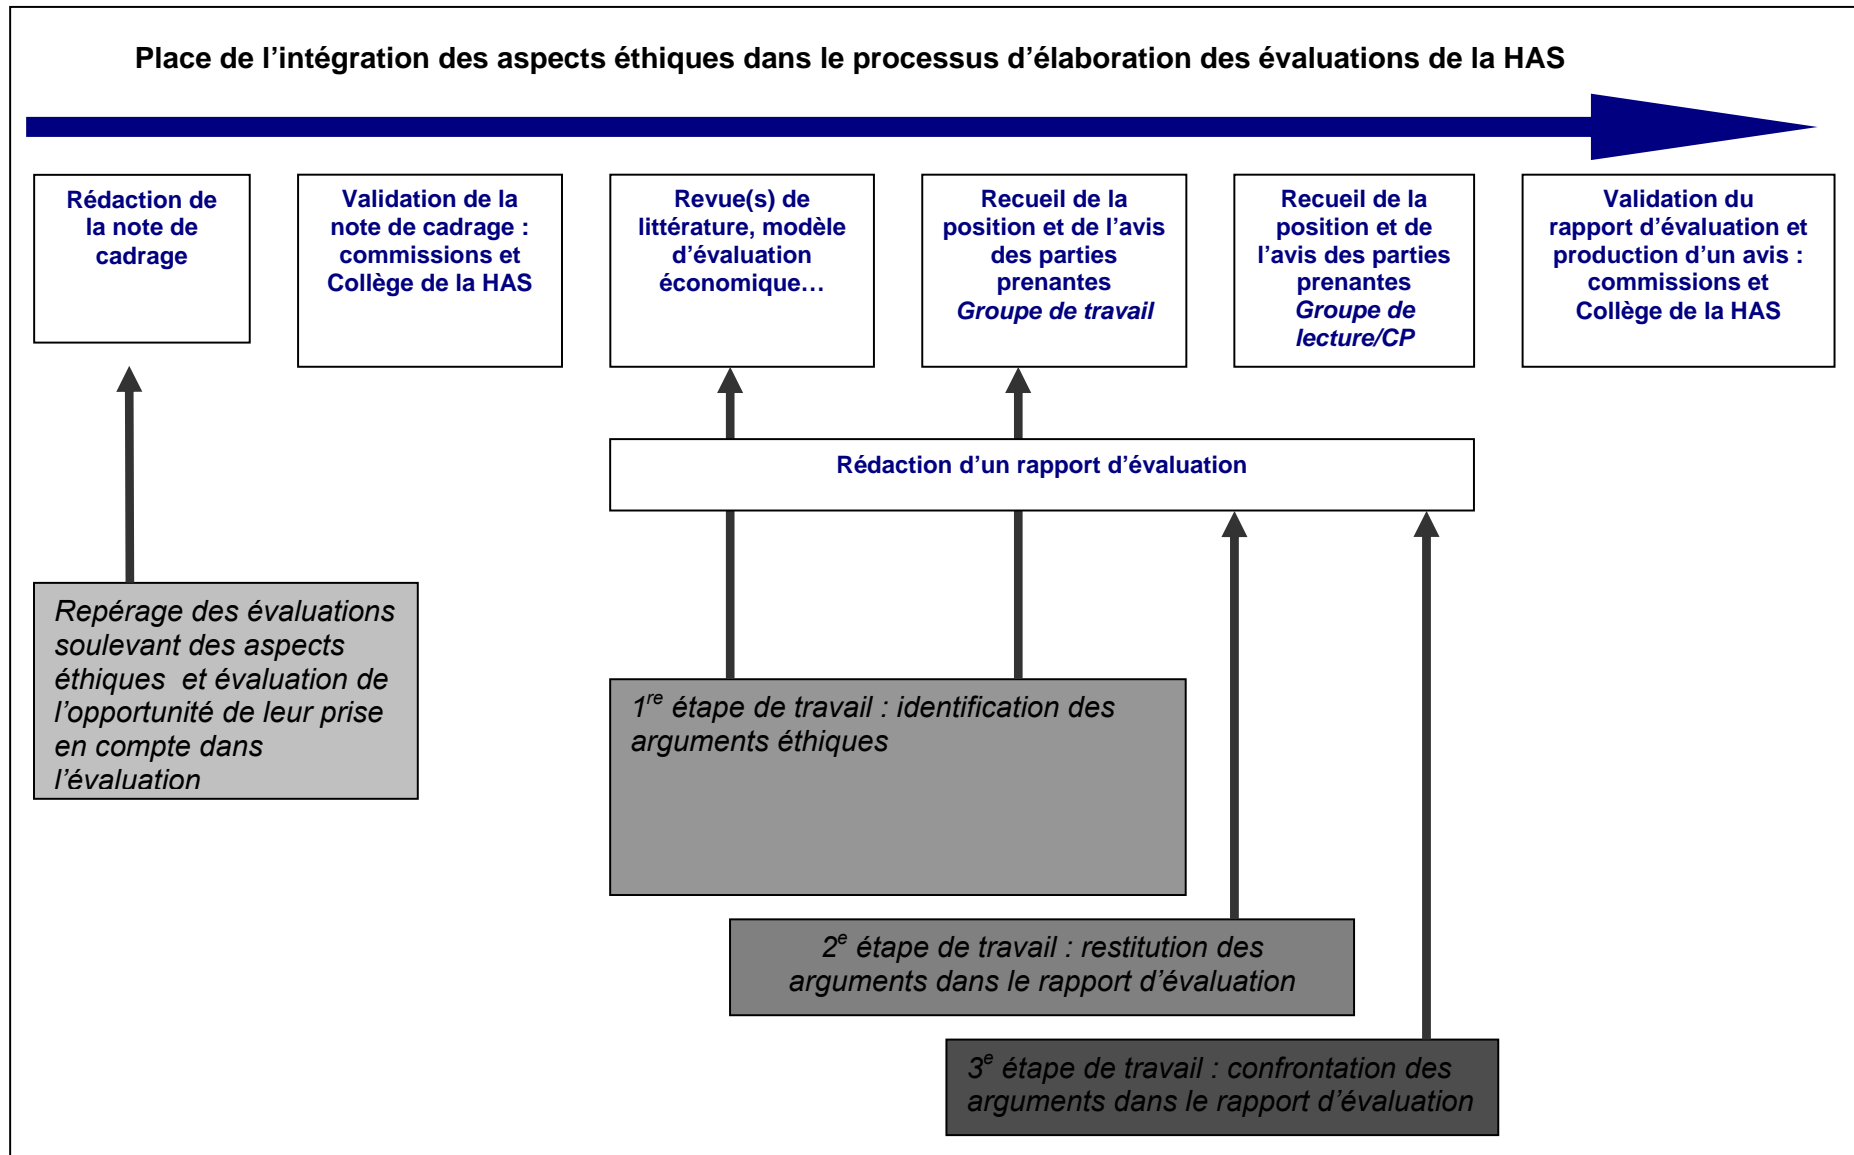 Place de l’intégration des aspects éthiques dans le processus d’élaboration des évaluations de la HAS
Rédaction de
la note de
cadrage
Validation de la
note de cadrage :
commissions et
Collège de la HAS
Revue(s) de
littérature, modèle
d’évaluation
économique…
Recueil de la
position et de l’avis
des parties
prenantes
Groupe de travail
Recueil de la
position et de
l’avis des parties
prenantes
Groupe de
lecture/CP
Validation du
rapport d’évaluation et
production d’un avis :
commissions et
Collège de la HAS
Rédaction d’un rapport d’évaluation
Repérage des évaluations
soulevant des aspects
éthiques  et évaluation de
l’opportunité de leur prise
en compte dans
l’évaluation
1re étape de travail : identification des
arguments éthiques
2e étape de travail : restitution des
arguments dans le rapport d’évaluation
3e étape de travail : confrontation des
arguments dans le rapport d’évaluation